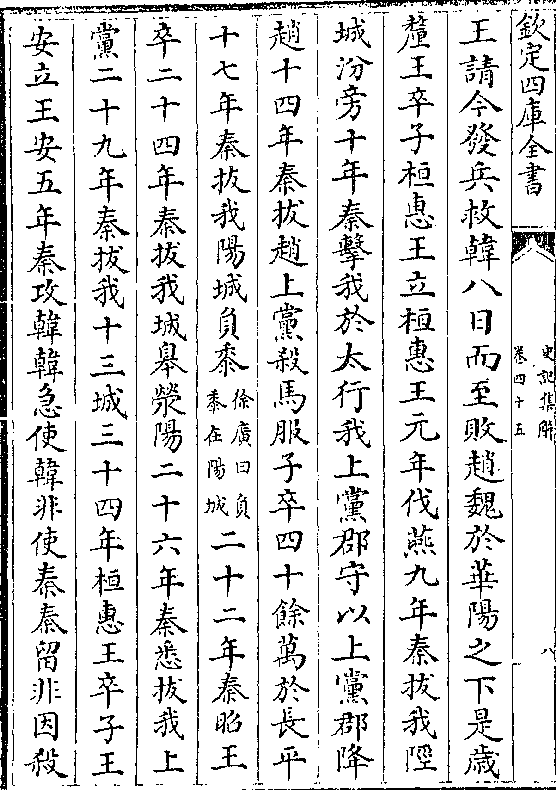 欽定四庫全書
史記集解
卷四十五
八
王請今發兵救韓八日而至敗趙魏於華陽之下是歲
釐王卒子桓惠王立桓惠王元年伐燕九年秦拔我陘
城汾旁十年秦擊我於太行我上黨郡守以上黨郡降
趙十四年秦拔趙上黨殺馬服子卒四十餘萬於長平
十七年秦拔我陽城負黍徐廣曰負黍在陽城二十二年秦昭王
卒二十四年秦拔我城皋滎陽二十六年秦悉拔我上
黨二十九年秦拔我十三城三十四年桓惠王卒子王
安立王安五年秦攻韓韓急使韓非使秦秦留非因殺